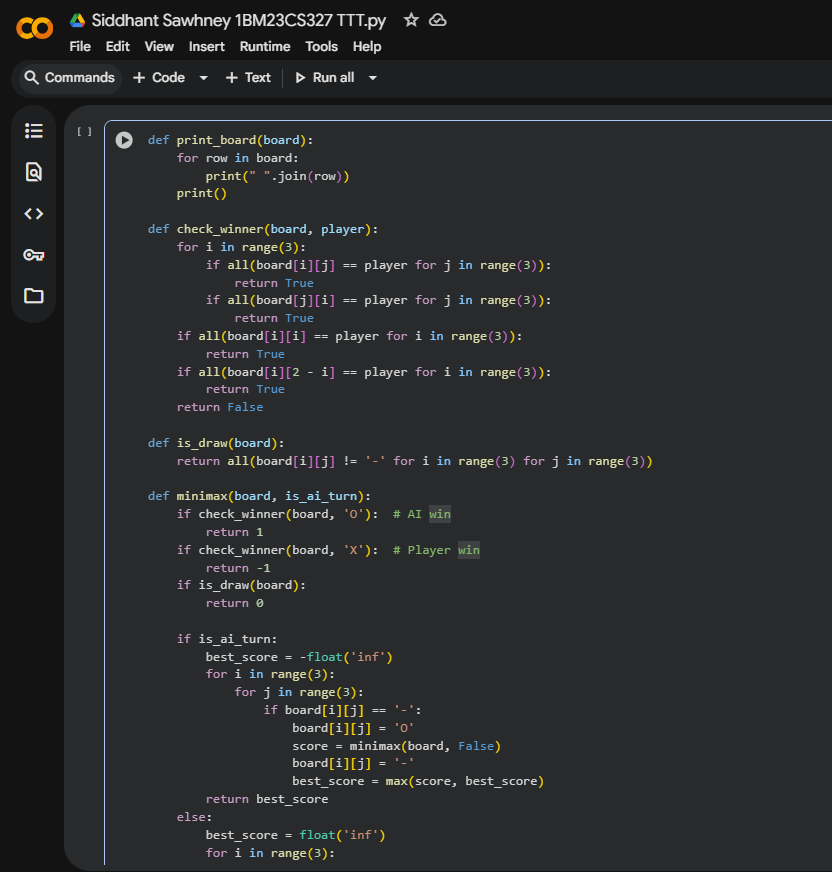 Siddhant Sawhney 1BM23CS327 TTT.py
File Edit View Insert Runtime Tools Help
Commands + Code + Text Run all
[ ]
def print_board(board):
    for row in board:
        print(" ".join(row))
    print()

def check_winner(board, player):
    for i in range(3):
        if all(board[i][j] == player for j in range(3)):
            return True
        if all(board[j][i] == player for j in range(3)):
            return True
    if all(board[i][i] == player for i in range(3)):
        return True
    if all(board[i][2 - i] == player for i in range(3)):
        return True
    return False

def is_draw(board):
    return all(board[i][j] != '-' for i in range(3) for j in range(3))

def minimax(board, is_ai_turn):
    if check_winner(board, 'O'):  # AI win
        return 1
    if check_winner(board, 'X'):  # Player win
        return -1
    if is_draw(board):
        return 0

    if is_ai_turn:
        best_score = -float('inf')
        for i in range(3):
            for j in range(3):
                if board[i][j] == '-':
                    board[i][j] = 'O'
                    score = minimax(board, False)
                    board[i][j] = '-'
                    best_score = max(score, best_score)
        return best_score
    else:
        best_score = float('inf')
        for i in range(3):